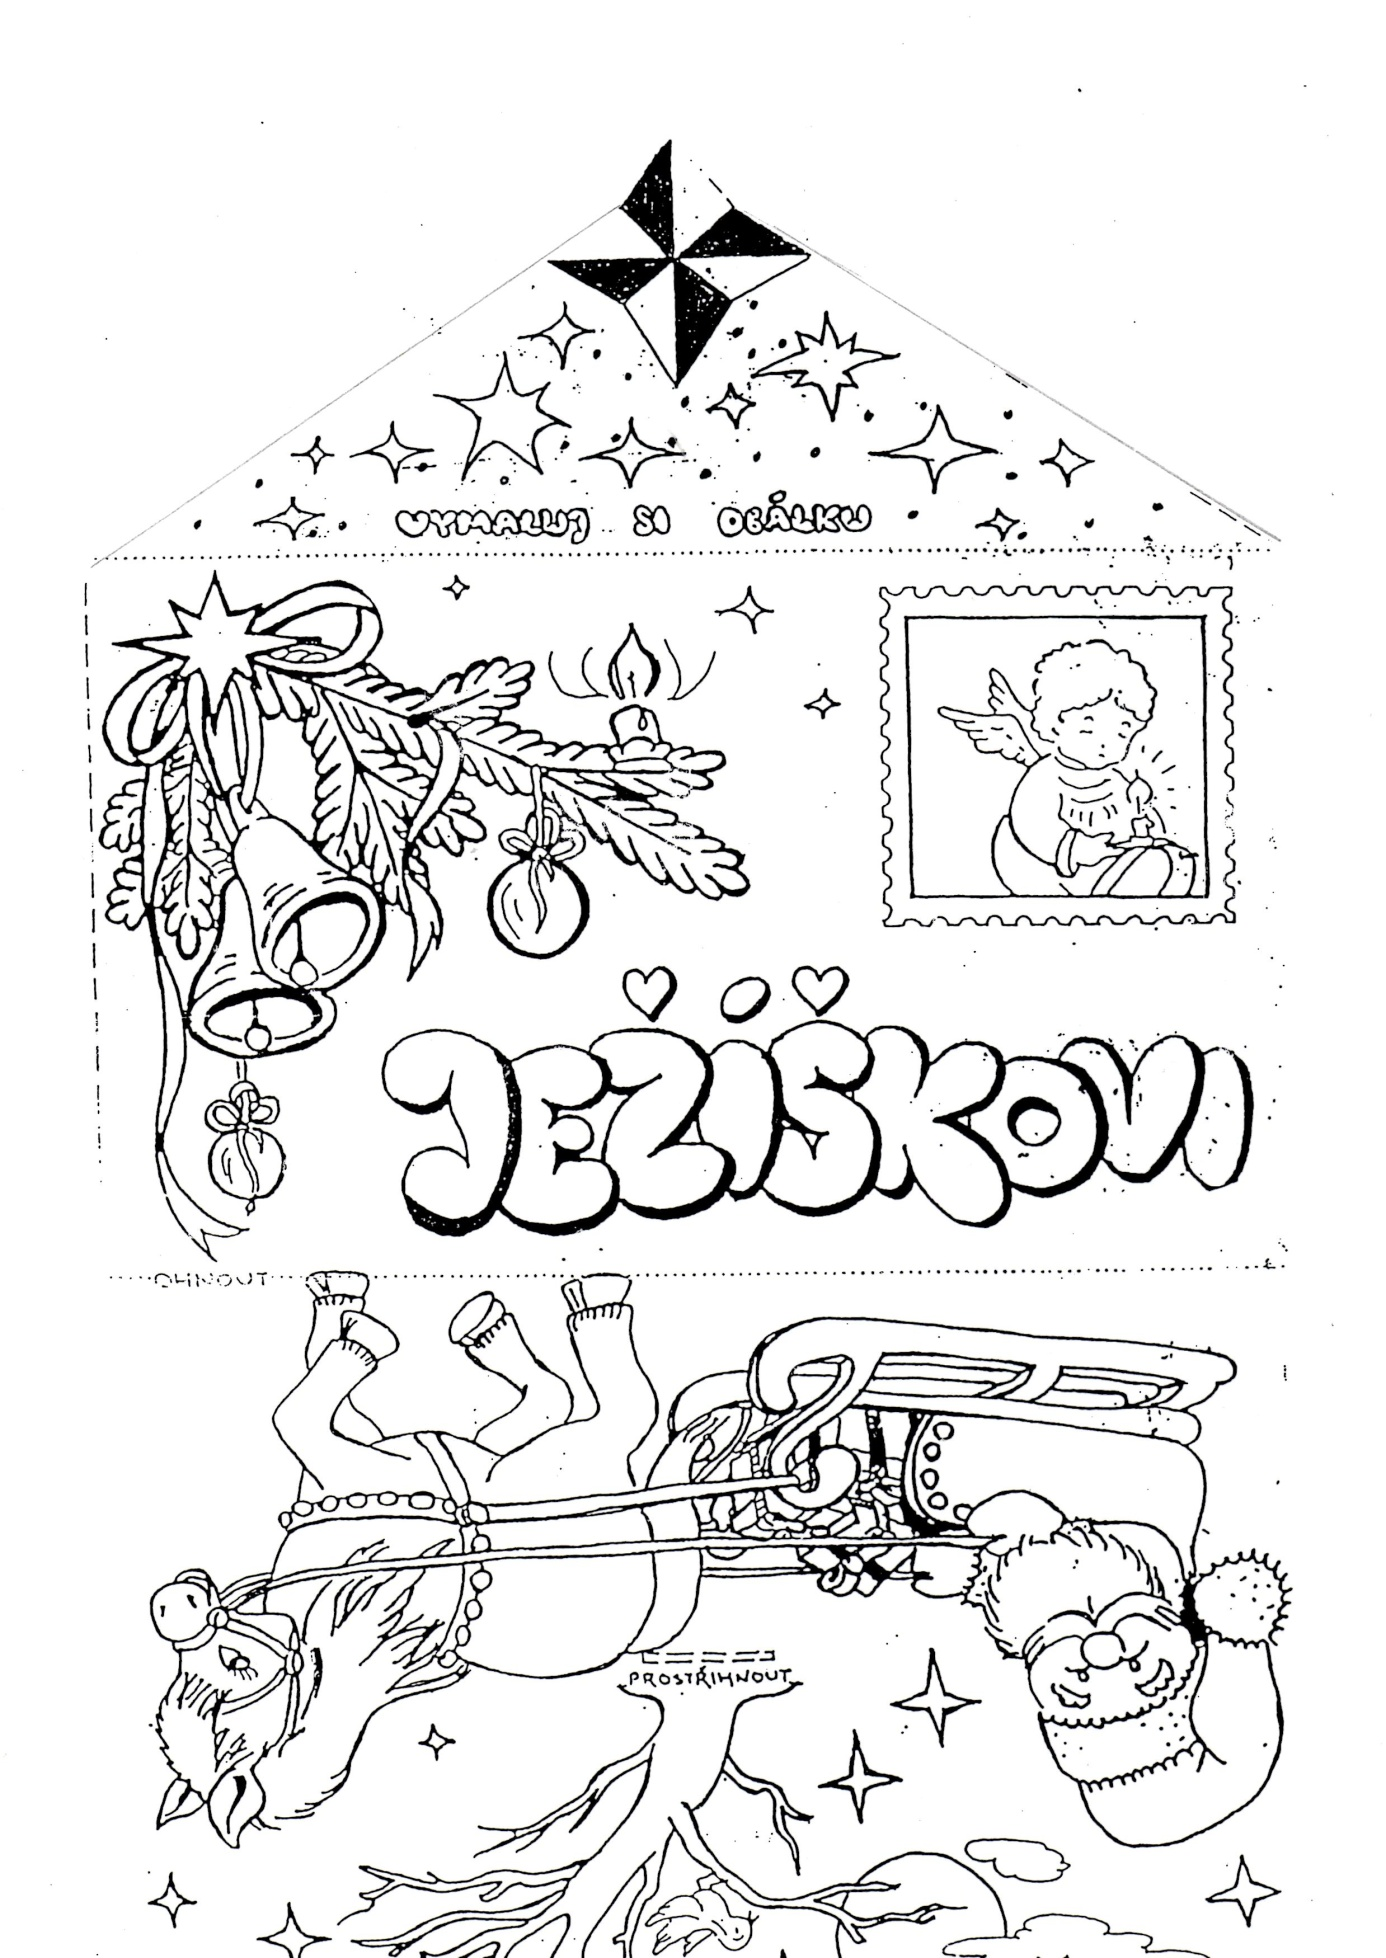 VYMALUJ SI OBÁLKU
JEŽÍŠKOVI
OHNOUT
PROSTŘIHNOUT